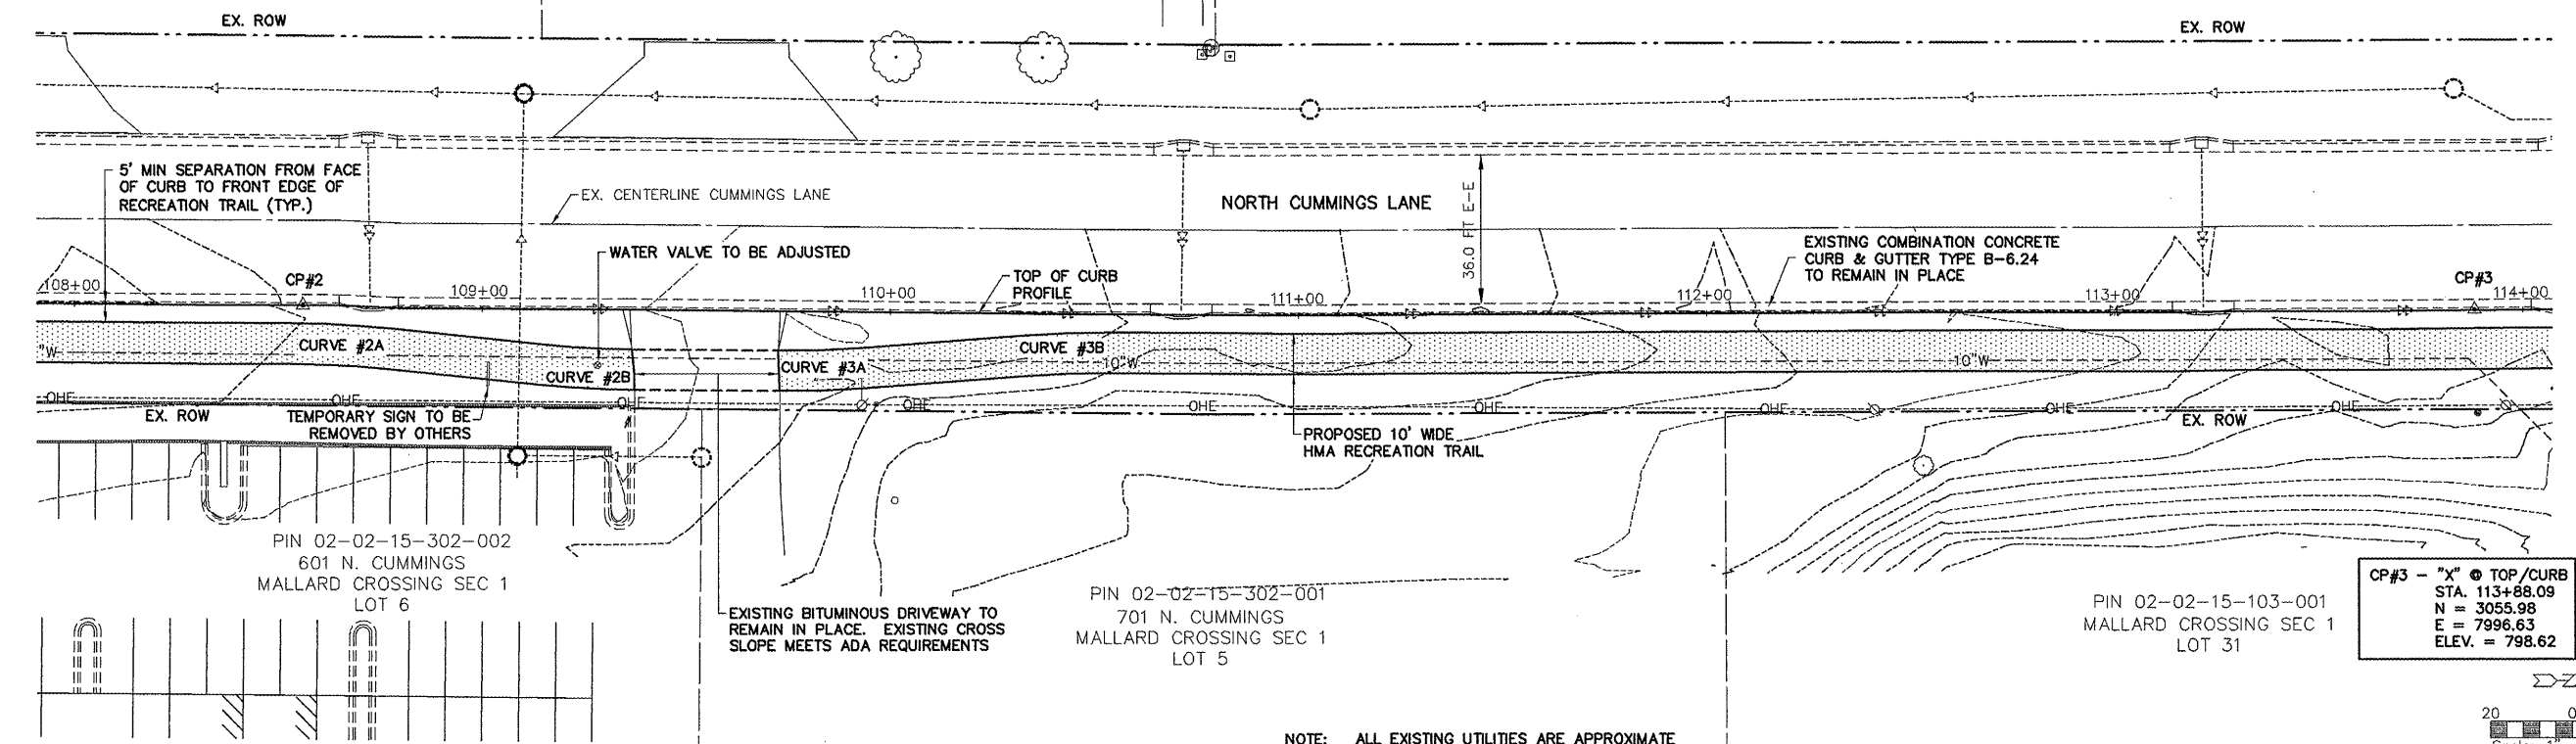 EX. ROW
EX. ROW
5' MIN SEPARATION FROM FACE
OF CURB TO FRONT EDGE OF
RECREATION TRAIL (TYP.)
EX. CENTERLINE CUMMINGS LANE
NORTH CUMMINGS LANE
36.0 FT E-E
WATER VALVE TO BE ADJUSTED
EXISTING COMBINATION CONCRETE
CURB & GUTTER TYPE B-6.24
TO REMAIN IN PLACE
TOP OF CURB
PROFILE
CP#2
CP#3
108+00
109+00
110+00
111+00
112+00
113+00
114+00
CURVE #2A
CURVE #2B
CURVE #3A
CURVE #3B
"W
10"W
10"W
OHE
OHE
OHE
OHE
OHE
OHE
OHE
OHE
OHE
EX. ROW
TEMPORARY SIGN TO BE
REMOVED BY OTHERS
PROPOSED 10' WIDE
HMA RECREATION TRAIL
EX. ROW
PIN 02-02-15-302-002
601 N. CUMMINGS
MALLARD CROSSING SEC 1
LOT 6
EXISTING BITUMINOUS DRIVEWAY TO
REMAIN IN PLACE. EXISTING CROSS
SLOPE MEETS ADA REQUIREMENTS
PIN 02-02-15-302-001
701 N. CUMMINGS
MALLARD CROSSING SEC 1
LOT 5
PIN 02-02-15-103-001
MALLARD CROSSING SEC 1
LOT 31
CP#3 - "X" @ TOP/CURB
STA. 113+88.09
N = 3055.98
E = 7996.63
ELEV. = 798.62
20 0
NOTE: ALL EXISTING UTILITIES ARE APPROXIMATE